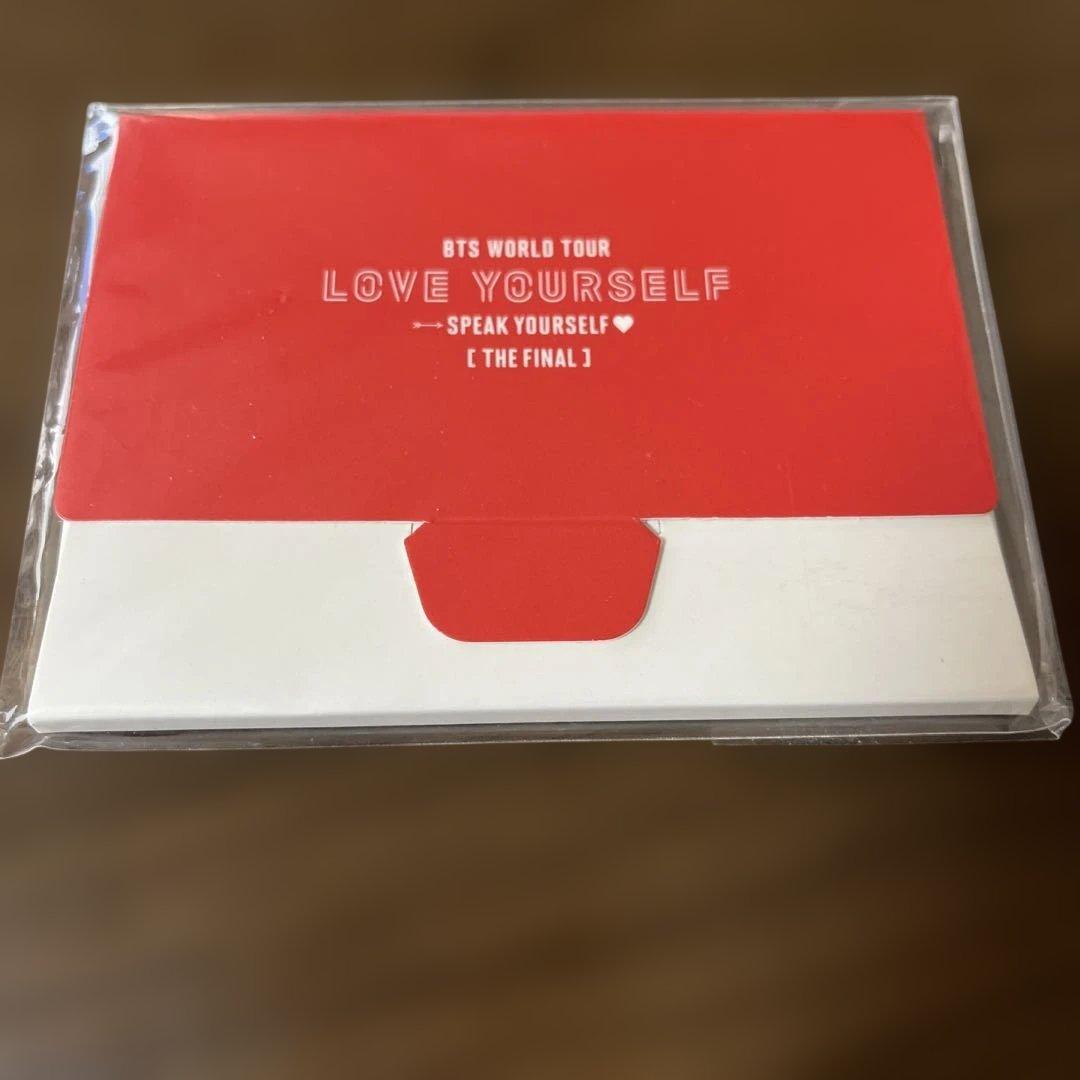 BTS WORLD TOUR
LOVE YOURSELF
SPEAK YOURSELF
[ THE FINAL ]